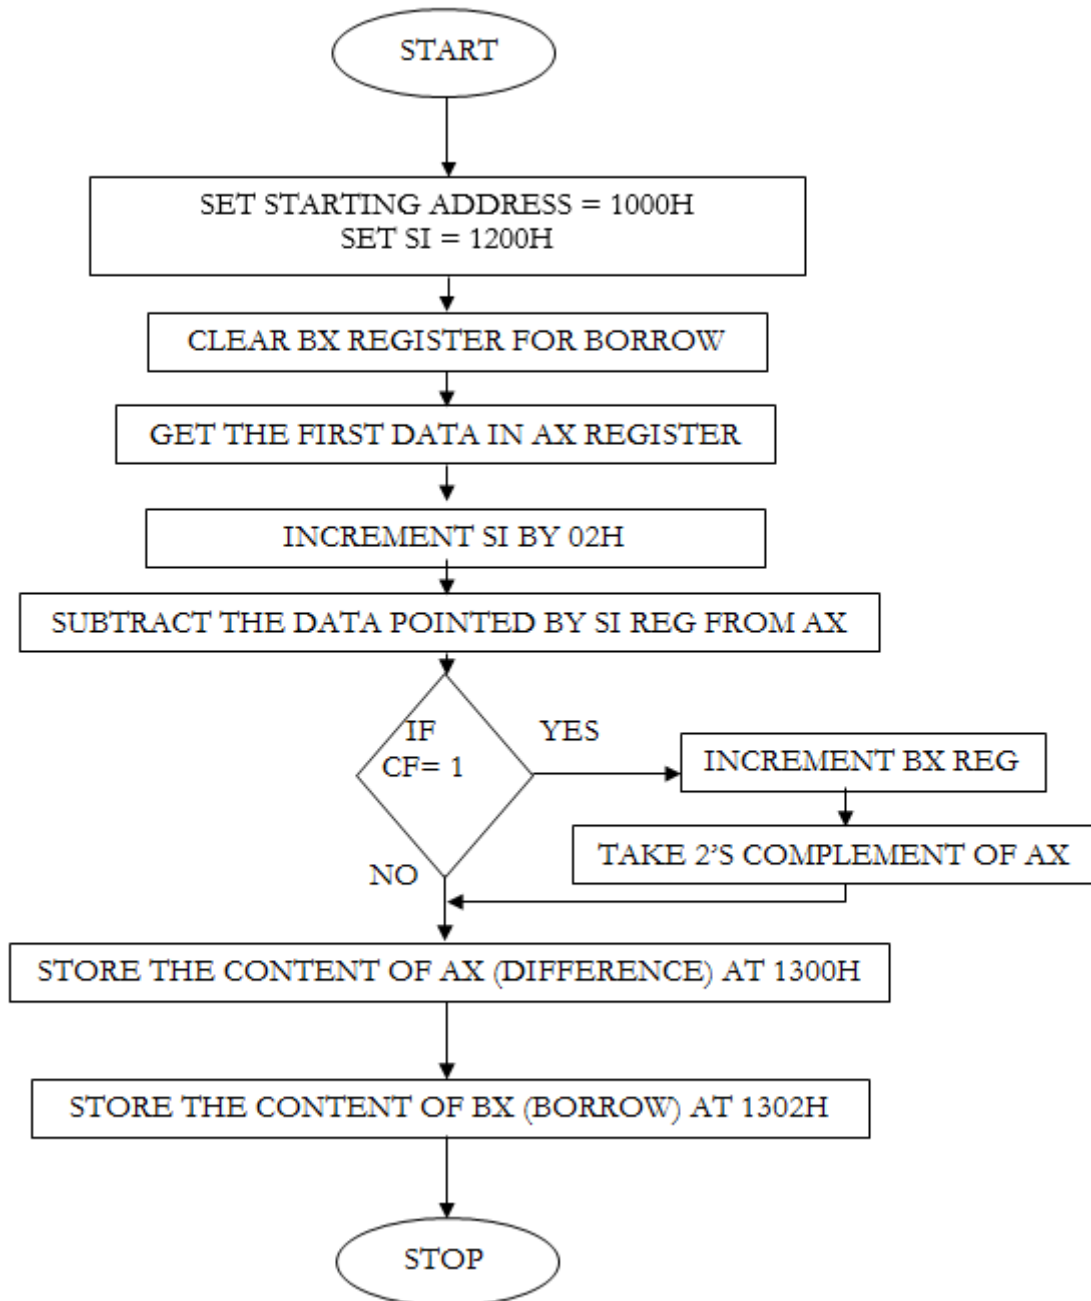 START
SET STARTING ADDRESS = 1000H
SET SI = 1200H
CLEAR BX REGISTER FOR BORROW
GET THE FIRST DATA IN AX REGISTER
INCREMENT SI BY 02H
SUBTRACT THE DATA POINTED BY SI REG FROM AX
IF
CF= 1
YES
INCREMENT BX REG
TAKE 2’S COMPLEMENT OF AX
NO
STORE THE CONTENT OF AX (DIFFERENCE) AT 1300H
STORE THE CONTENT OF BX (BORROW) AT 1302H
STOP